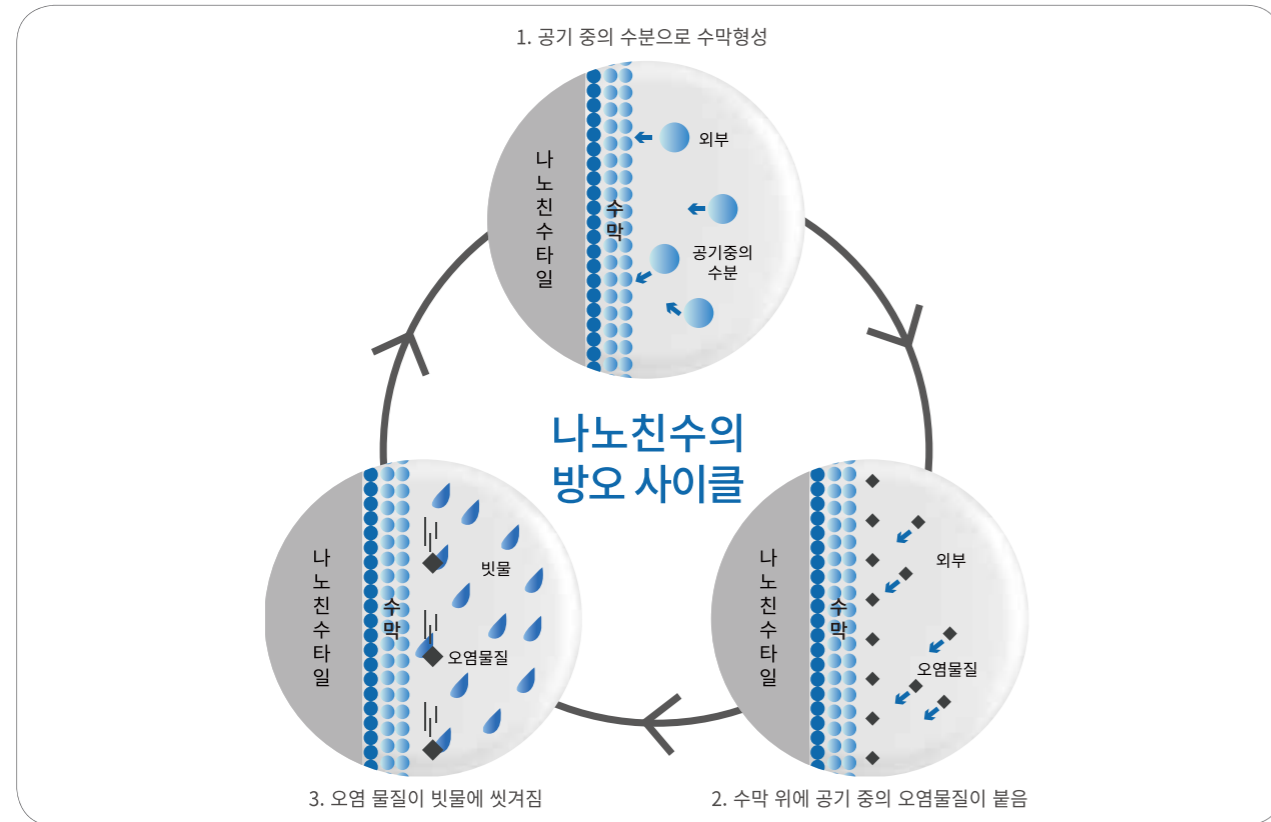 1. 공기 중의 수분으로 수막형성
나노친수타일
수막
외부
공기중의
수분
나노친수의
방오 사이클
나노친수타일
수막
외부
오염물질
2. 수막 위에 공기 중의 오염물질이 붙음
나노친수타일
수막
빗물
오염물질
3. 오염 물질이 빗물에 씻겨짐